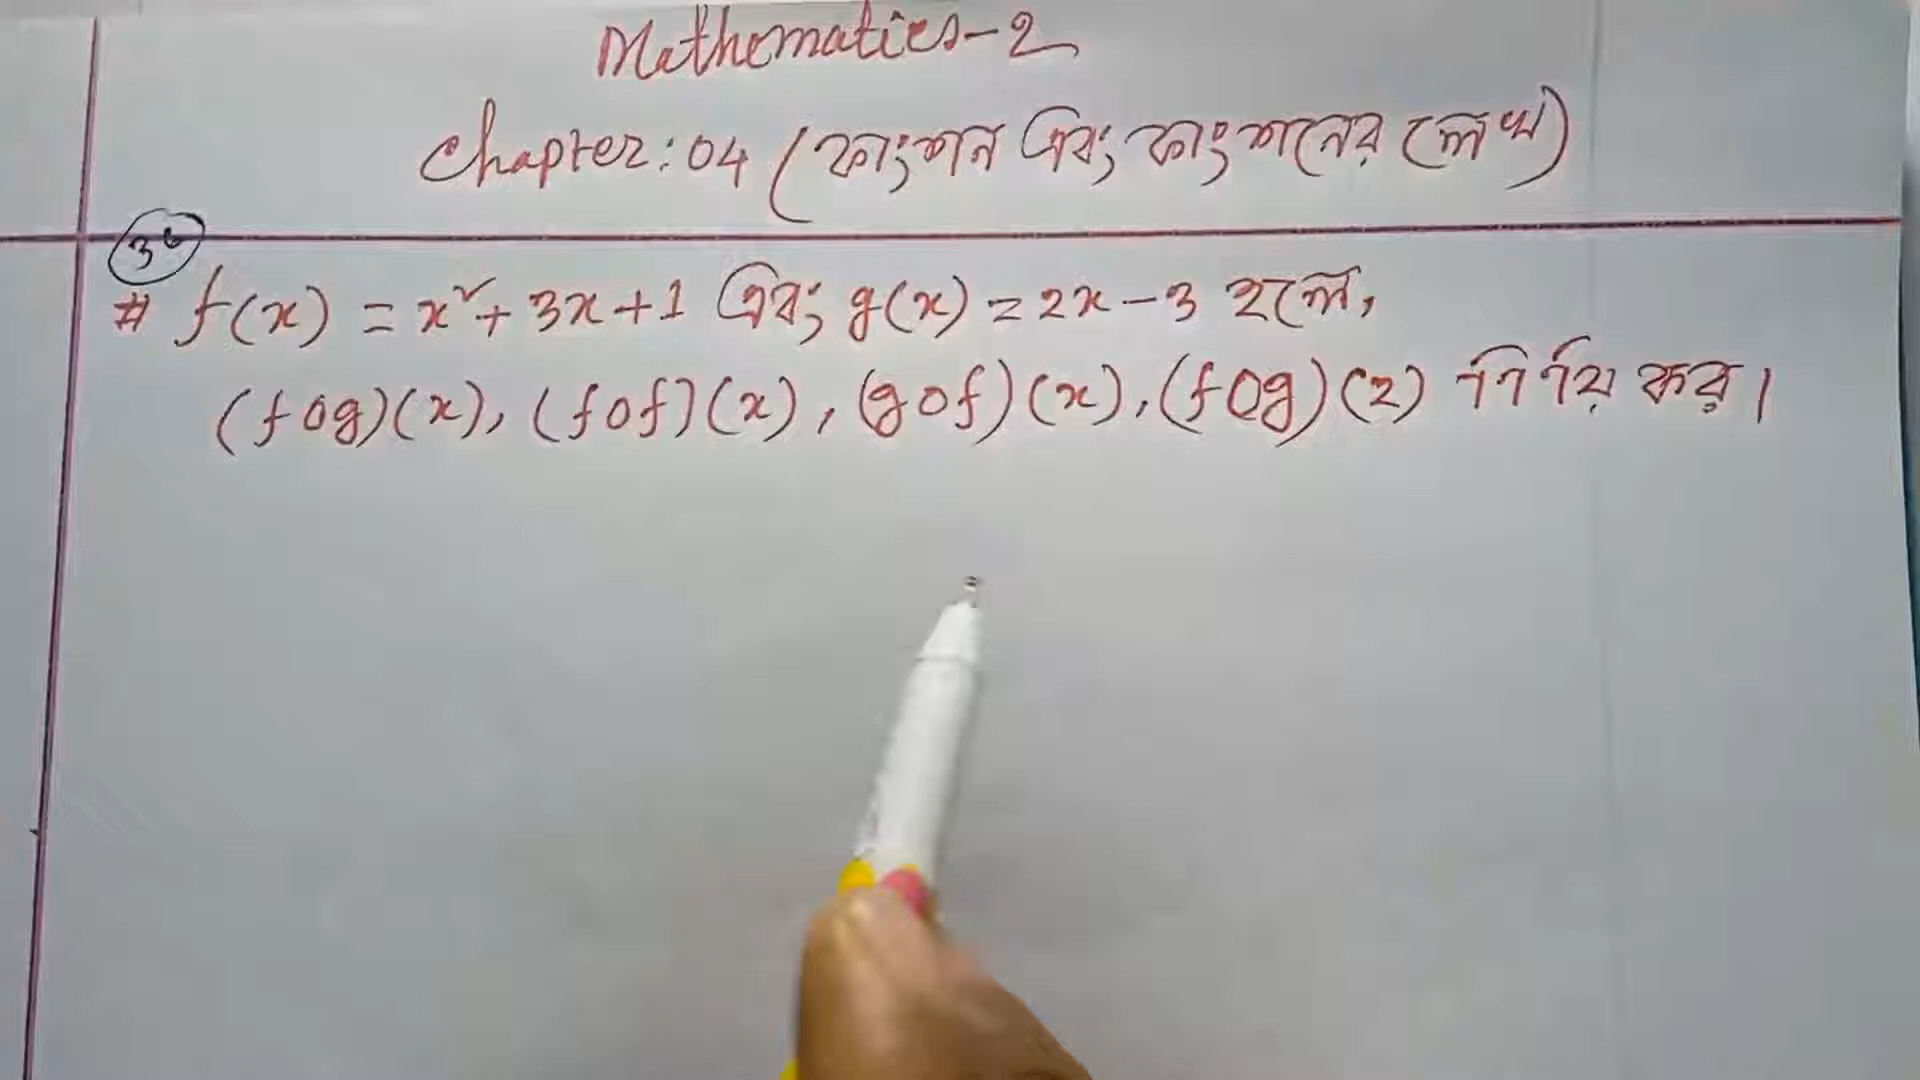 Mathematics-2
Chapter: 04 (ফাংশন এবং ফাংশনের লেখ)
# f(x) = x²+ 3x+1 এবং g(x) = 2x-3 হলে,
(fog)(x), (fof)(x), (gof)(x), (fog)(2) নির্ণয় কর।